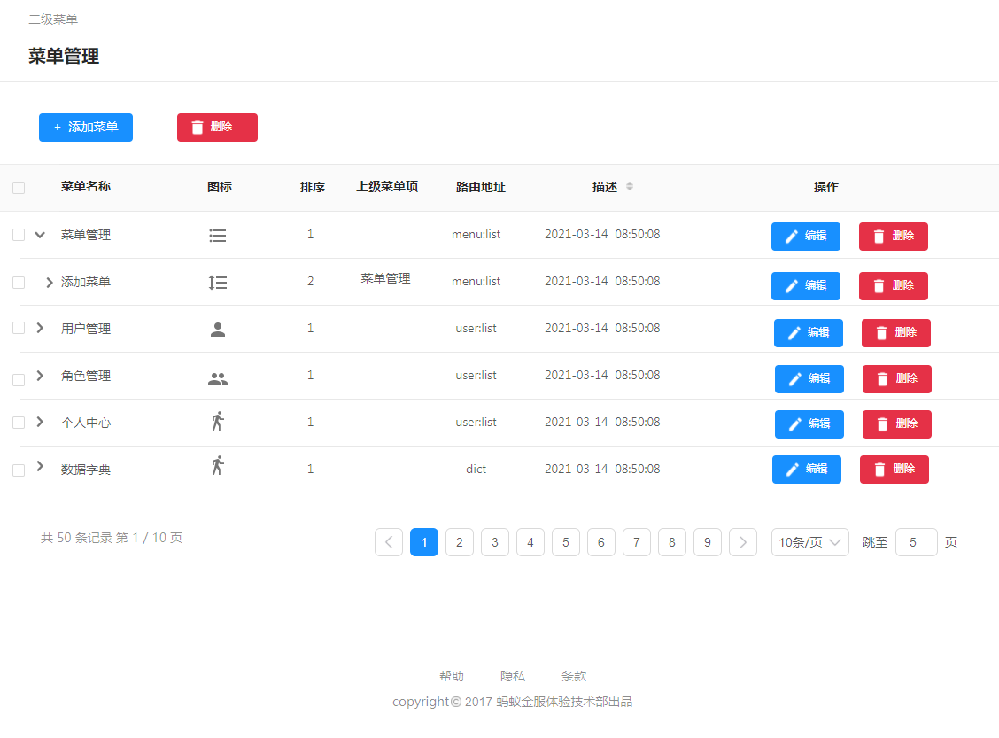 二级菜单
菜单管理
+ 添加菜单 删除
菜单名称 图标 排序 上级菜单项 路由地址 描述 操作
菜单管理 1 menu:list 2021-03-14 08:50:08 编辑 删除
添加菜单 2 菜单管理 menu:list 2021-03-14 08:50:08 编辑 删除
用户管理 1 user:list 2021-03-14 08:50:08 编辑 删除
角色管理 1 user:list 2021-03-14 08:50:08 编辑 删除
个人中心 1 user:list 2021-03-14 08:50:08 编辑 删除
数据字典 1 dict 2021-03-14 08:50:08 编辑 删除
共 50 条记录 第 1 / 10 页 1 2 3 4 5 6 7 8 9 10条/页 跳至 5 页
帮助 隐私 条款
copyright© 2017 蚂蚁金服体验技术部出品